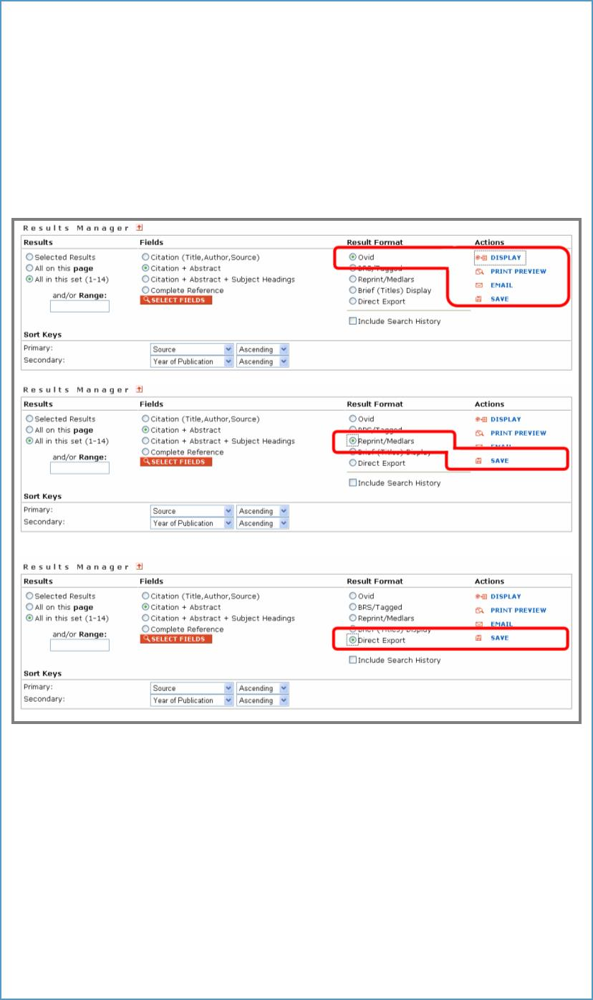 Results Manager
Results Fields Result Format Actions
Selected Results Citation (Title,Author,Source) Ovid DISPLAY
All on this page Citation + Abstract BRS/Tagged PRINT PREVIEW
All in this set (1-14) Citation + Abstract + Subject Headings Reprint/Medlars EMAIL
and/or Range: Complete Reference Brief (Titles) Display SAVE
SELECT FIELDS Direct Export
Include Search History
Sort Keys
Primary: Source Ascending
Secondary: Year of Publication Ascending
Results Manager
Results Fields Result Format Actions
Selected Results Citation (Title,Author,Source) Ovid DISPLAY
All on this page Citation + Abstract BRS/Tagged PRINT PREVIEW
All in this set (1-14) Citation + Abstract + Subject Headings Reprint/Medlars EMAIL
and/or Range: Complete Reference Brief (Titles) Display SAVE
SELECT FIELDS Direct Export
Include Search History
Sort Keys
Primary: Source Ascending
Secondary: Year of Publication Ascending
Results Manager
Results Fields Result Format Actions
Selected Results Citation (Title,Author,Source) Ovid DISPLAY
All on this page Citation + Abstract BRS/Tagged PRINT PREVIEW
All in this set (1-14) Citation + Abstract + Subject Headings Reprint/Medlars EMAIL
and/or Range: Complete Reference Brief (Titles) Display SAVE
SELECT FIELDS Direct Export
Include Search History
Sort Keys
Primary: Source Ascending
Secondary: Year of Publication Ascending